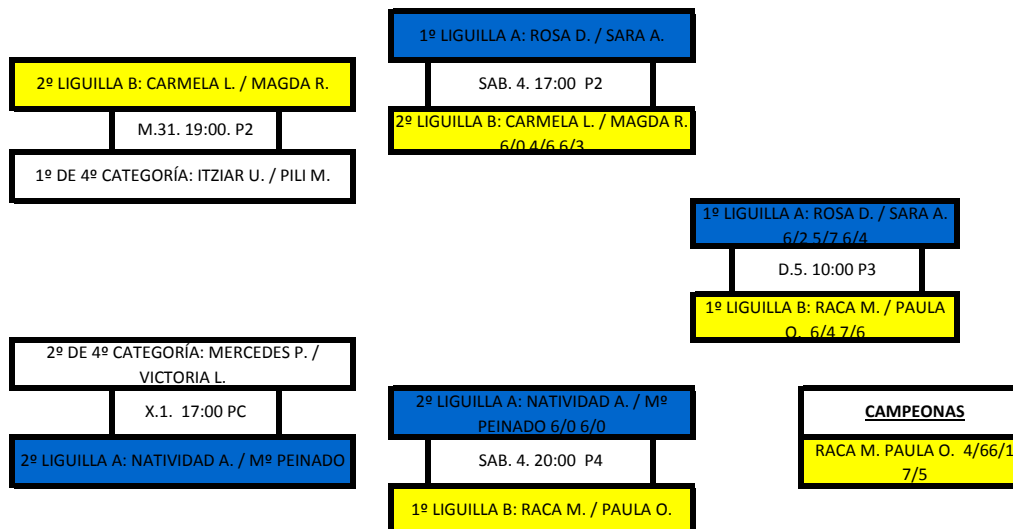 1º LIGUILLA A: ROSA D. / SARA A.
SAB. 4. 17:00 P2
2º LIGUILLA B: CARMELA L. / MAGDA R.
6/0 4/6 6/3
2º LIGUILLA B: CARMELA L. / MAGDA R.
M.31. 19:00. P2
1º DE 4º CATEGORÍA: ITZIAR U. / PILI M.
1º LIGUILLA A: ROSA D. / SARA A.
6/2 5/7 6/4
D.5. 10:00 P3
1º LIGUILLA B: RACA M. / PAULA
O. 6/4 7/6
2º DE 4º CATEGORÍA: MERCEDES P. /
VICTORIA L.
X.1. 17:00 PC
2º LIGUILLA A: NATIVIDAD A. / Mº PEINADO
2º LIGUILLA A: NATIVIDAD A. / Mº
PEINADO 6/0 6/0
SAB. 4. 20:00 P4
1º LIGUILLA B: RACA M. / PAULA O.
CAMPEONAS
RACA M. PAULA O. 4/66/1
7/5